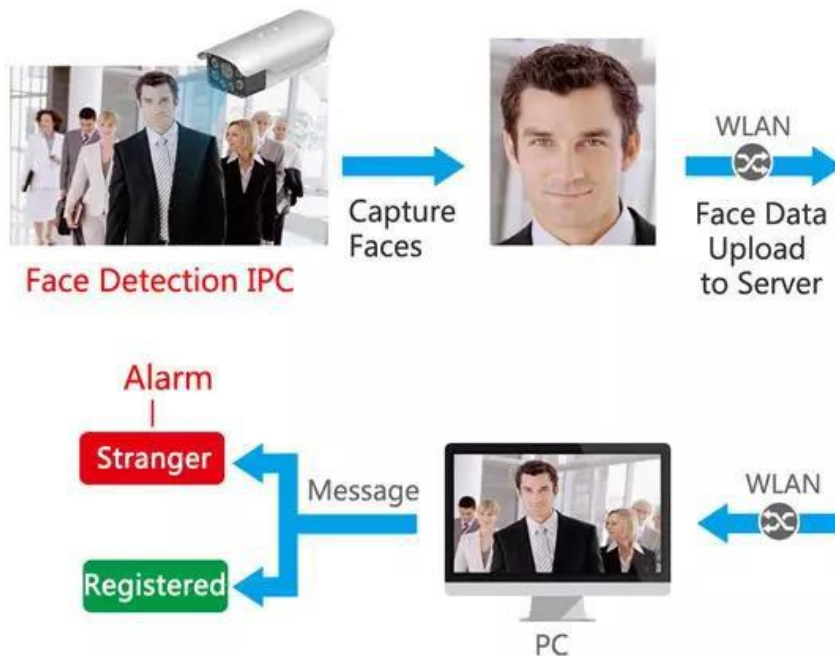 WLAN
Capture
Faces
Face Data
Upload
to Server
Face Detection IPC
Alarm
Stranger
Message
WLAN
Registered
PC